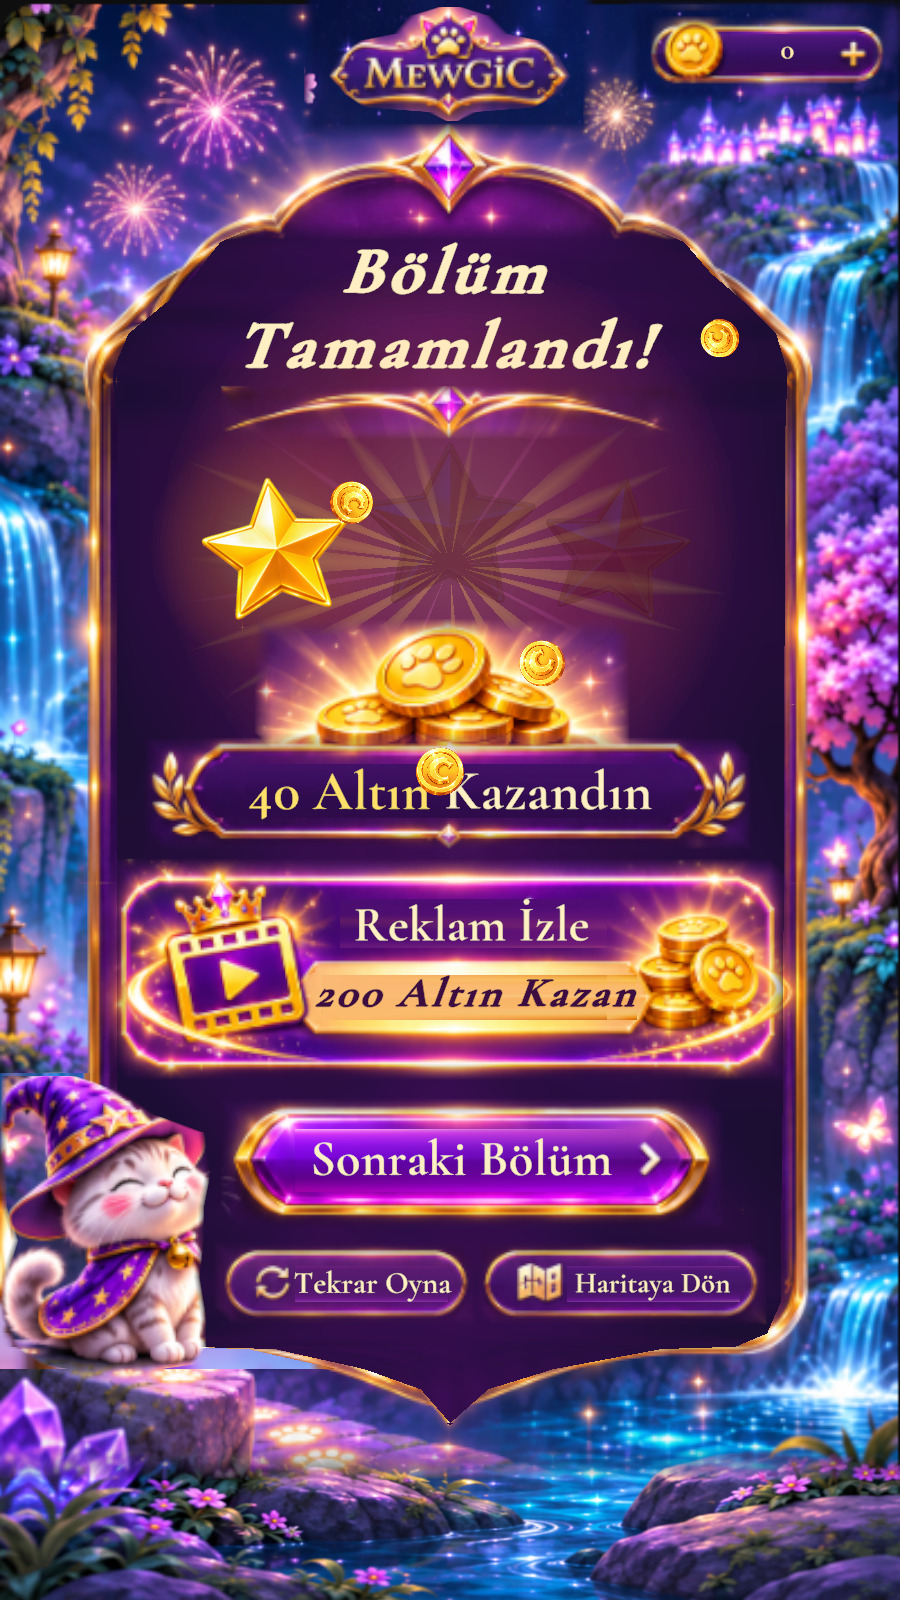 MEWGiC
0
Bölüm
Tamamlandı!
40 Altın Kazandın
Reklam İzle
200 Altın Kazan
Sonraki Bölüm
Tekrar Oyna
Haritaya Dön